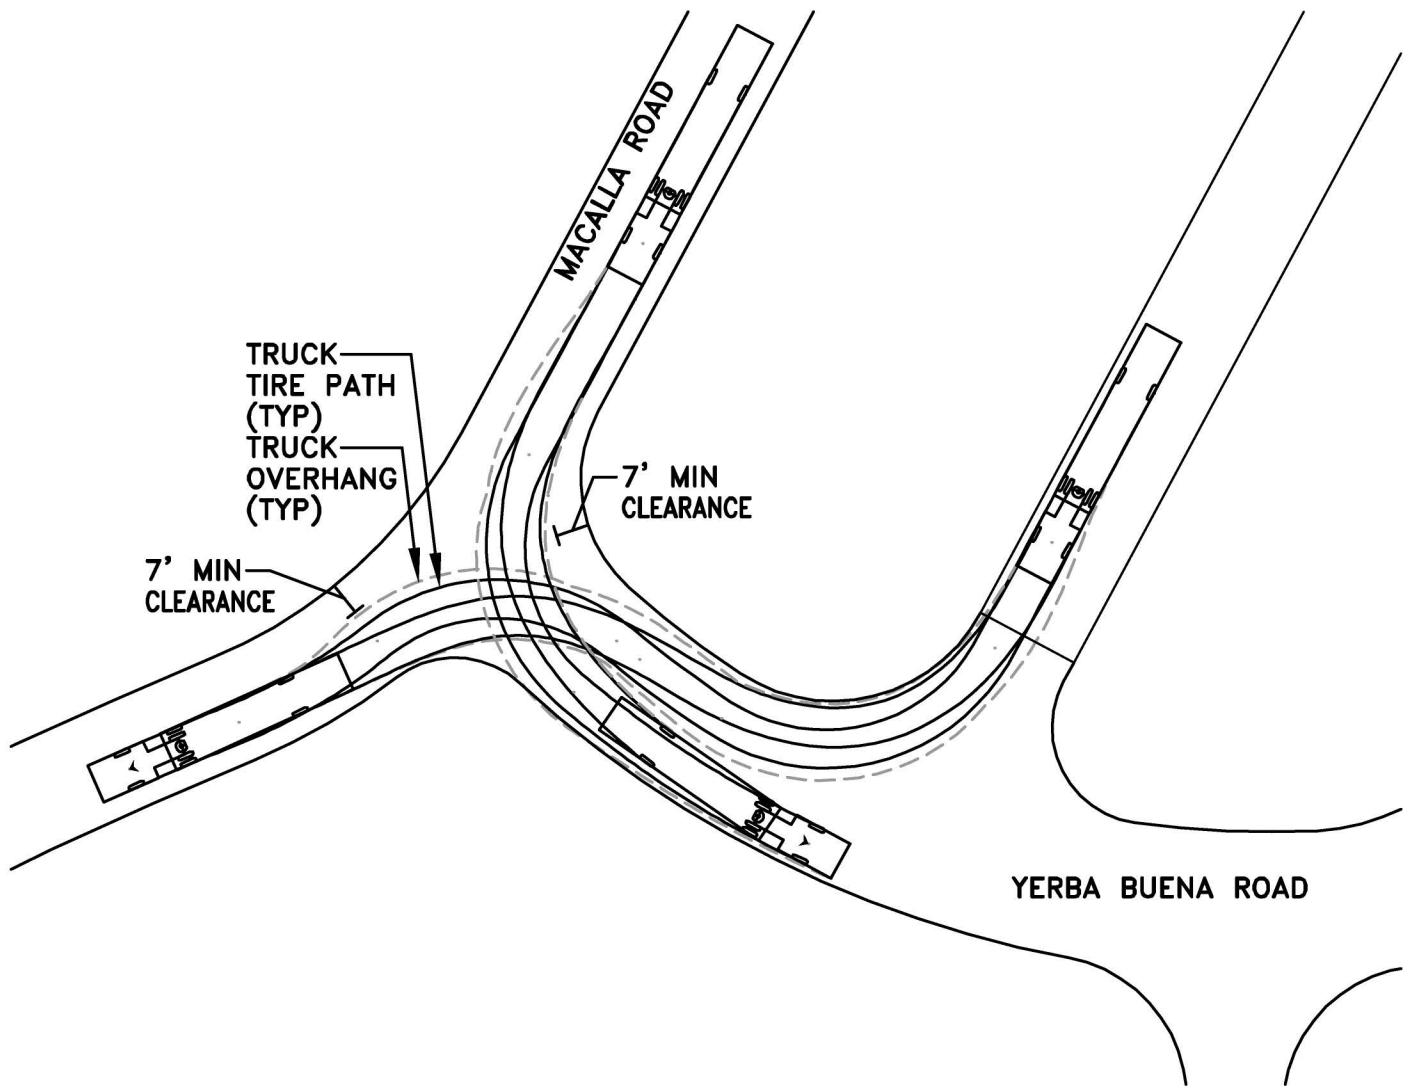 MACALLA ROAD
TRUCK
TIRE PATH
(TYP)
TRUCK
OVERHANG
(TYP)
7' MIN
CLEARANCE
7' MIN
CLEARANCE
YERBA BUENA ROAD